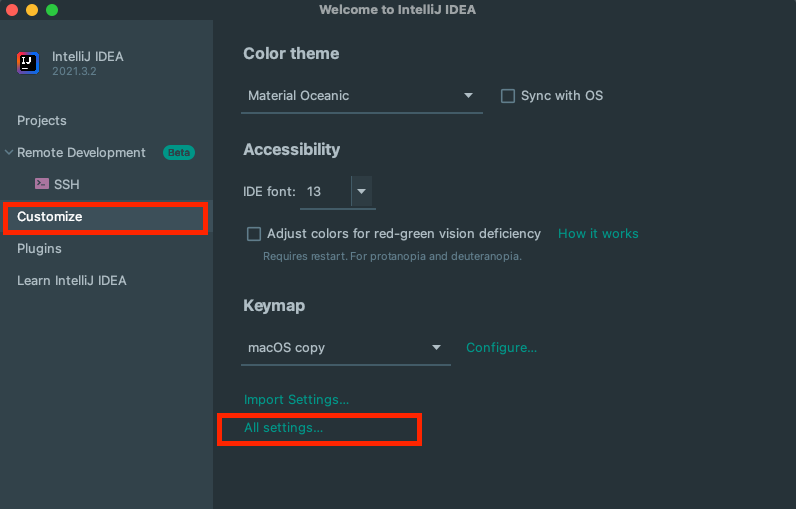 Welcome to IntelliJ IDEA
IJ
IntelliJ IDEA
2021.3.2
Projects
Remote Development Beta
SSH
Customize
Plugins
Learn IntelliJ IDEA
Color theme
Material Oceanic
Sync with OS
Accessibility
IDE font: 13
Adjust colors for red-green vision deficiency How it works
Requires restart. For protanopia and deuteranopia.
Keymap
macOS copy
Configure...
Import Settings...
All settings...